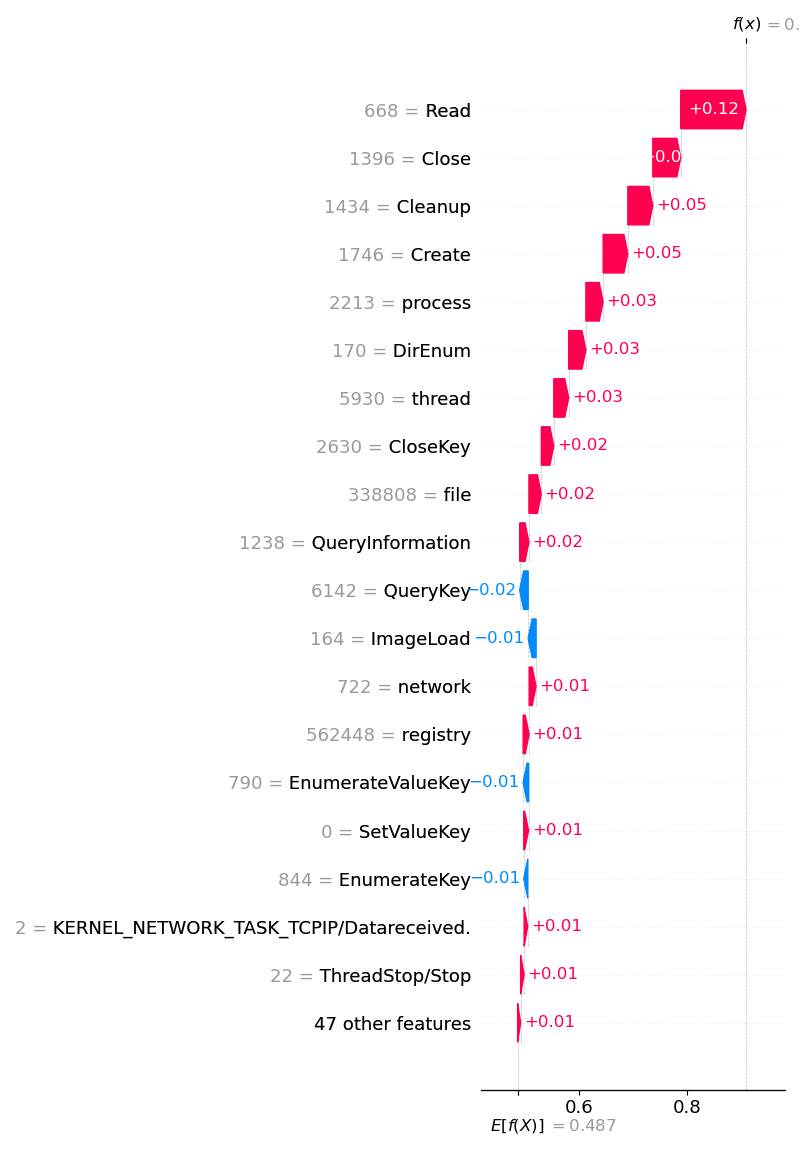 f(x) = 0.
668 = Read
+0.12
1396 = Close
1434 = Cleanup
+0.05
1746 = Create
+0.05
2213 = process
+0.03
170 = DirEnum
+0.03
5930 = thread
+0.03
2630 = CloseKey
+0.02
338808 = file
+0.02
1238 = QueryInformation
+0.02
6142 = QueryKey
−0.02
164 = ImageLoad
−0.01
722 = network
+0.01
562448 = registry
+0.01
790 = EnumerateValueKey
−0.01
0 = SetValueKey
+0.01
844 = EnumerateKey
−0.01
2 = KERNEL_NETWORK_TASK_TCPIP/Datareceived.
+0.01
22 = ThreadStop/Stop
+0.01
47 other features
+0.01
0.6
0.8
E[f(X)] = 0.487